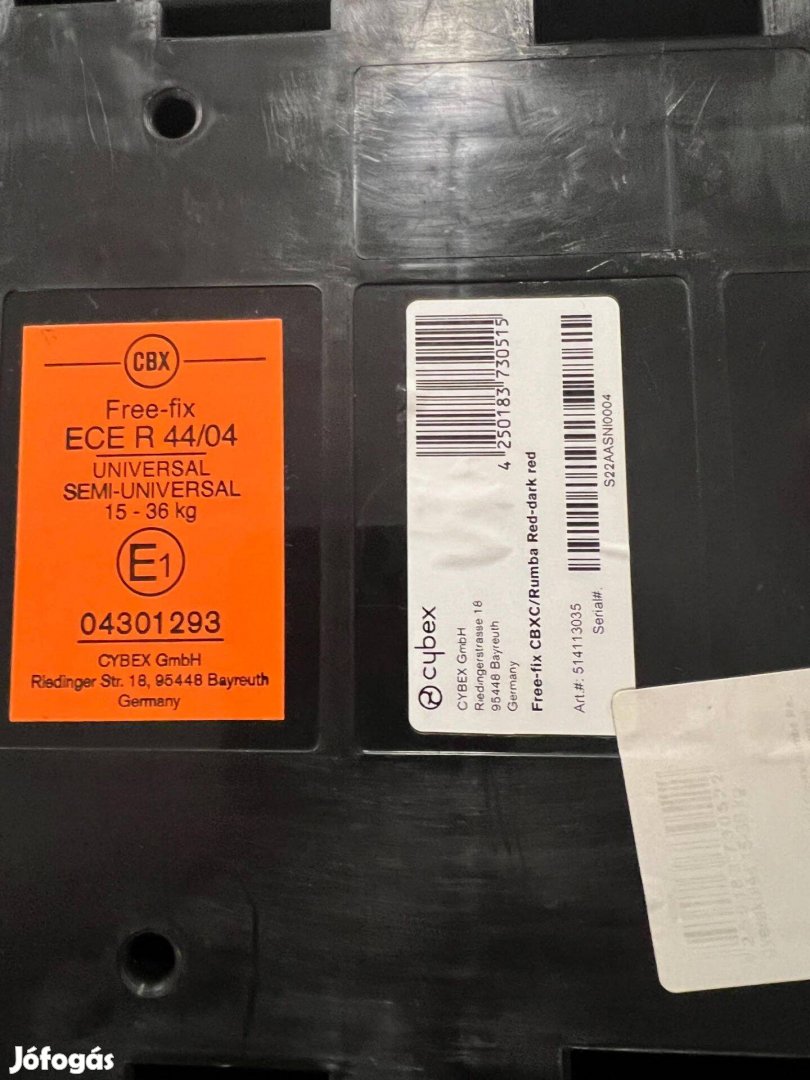 CBX
Free-fix
ECE R 44/04
UNIVERSAL
SEMI-UNIVERSAL
15 - 36 kg
E1
04301293
CYBEX GmbH
Riedinger Str. 18, 95448 Bayreuth
Germany
4 250183 730515
cybex
CYBEX GmbH
Riedingerstrasse 18
95448 Bayreuth
Germany
Free-fix CBXC/Rumba Red-dark red
Art.#: 514113035
Serial#:
S22AASNI0004
Jófogás